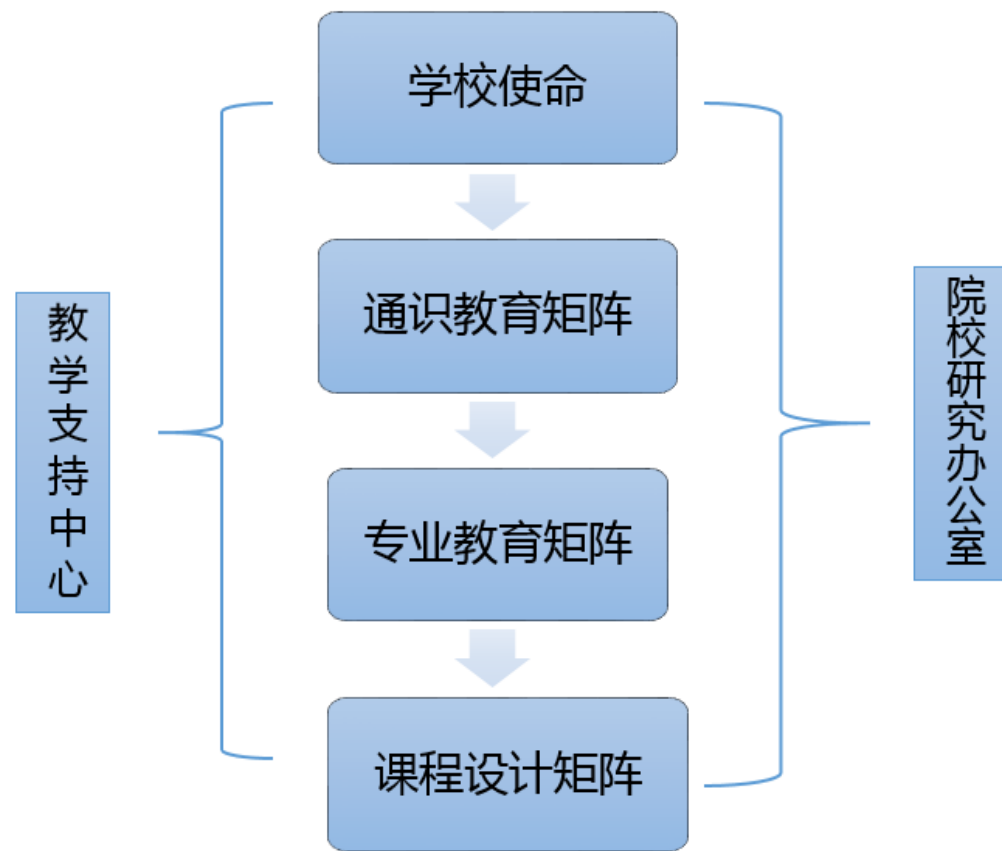 学校使命
通识教育矩阵
专业教育矩阵
课程设计矩阵
教学支持中心
院校研究办公室